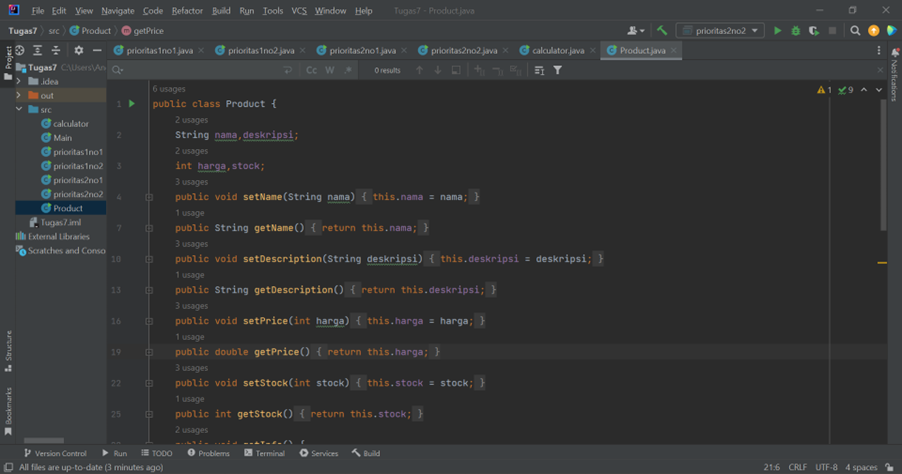 File Edit View Navigate Code Refactor Build Run Tools VCS Window Help Tugas7 - Product.java
Tugas7 src Product getPrice prioritas2no2
Project
prioritas1no1.java prioritas1no2.java prioritas2no1.java prioritas2no2.java calculator.java Product.java
Tugas7 C:\Users\An
.idea
out
src
calculator
Main
prioritas1no1
prioritas1no2
prioritas2no1
prioritas2no2
Product
Tugas7.iml
External Libraries
Scratches and Conso
Cc W .* 0 results
6 usages
1 public class Product {
2 usages
2 String nama,deskripsi;
2 usages
3 int harga,stock;
3 usages
4 public void setName(String nama) { this.nama = nama; }
1 usage
7 public String getName() { return this.nama; }
3 usages
10 public void setDescription(String deskripsi) { this.deskripsi = deskripsi; }
1 usage
13 public String getDescription() { return this.deskripsi; }
3 usages
16 public void setPrice(int harga) { this.harga = harga; }
1 usage
19 public double getPrice() { return this.harga; }
3 usages
22 public void setStock(int stock) { this.stock = stock; }
1 usage
25 public int getStock() { return this.stock; }
2 usages
public void getInfo() {
1 9
Notifications
Structure
Bookmarks
Version Control Run TODO Problems Terminal Services Build
All files are up-to-date (3 minutes ago) 21:6 CRLF UTF-8 4 spaces